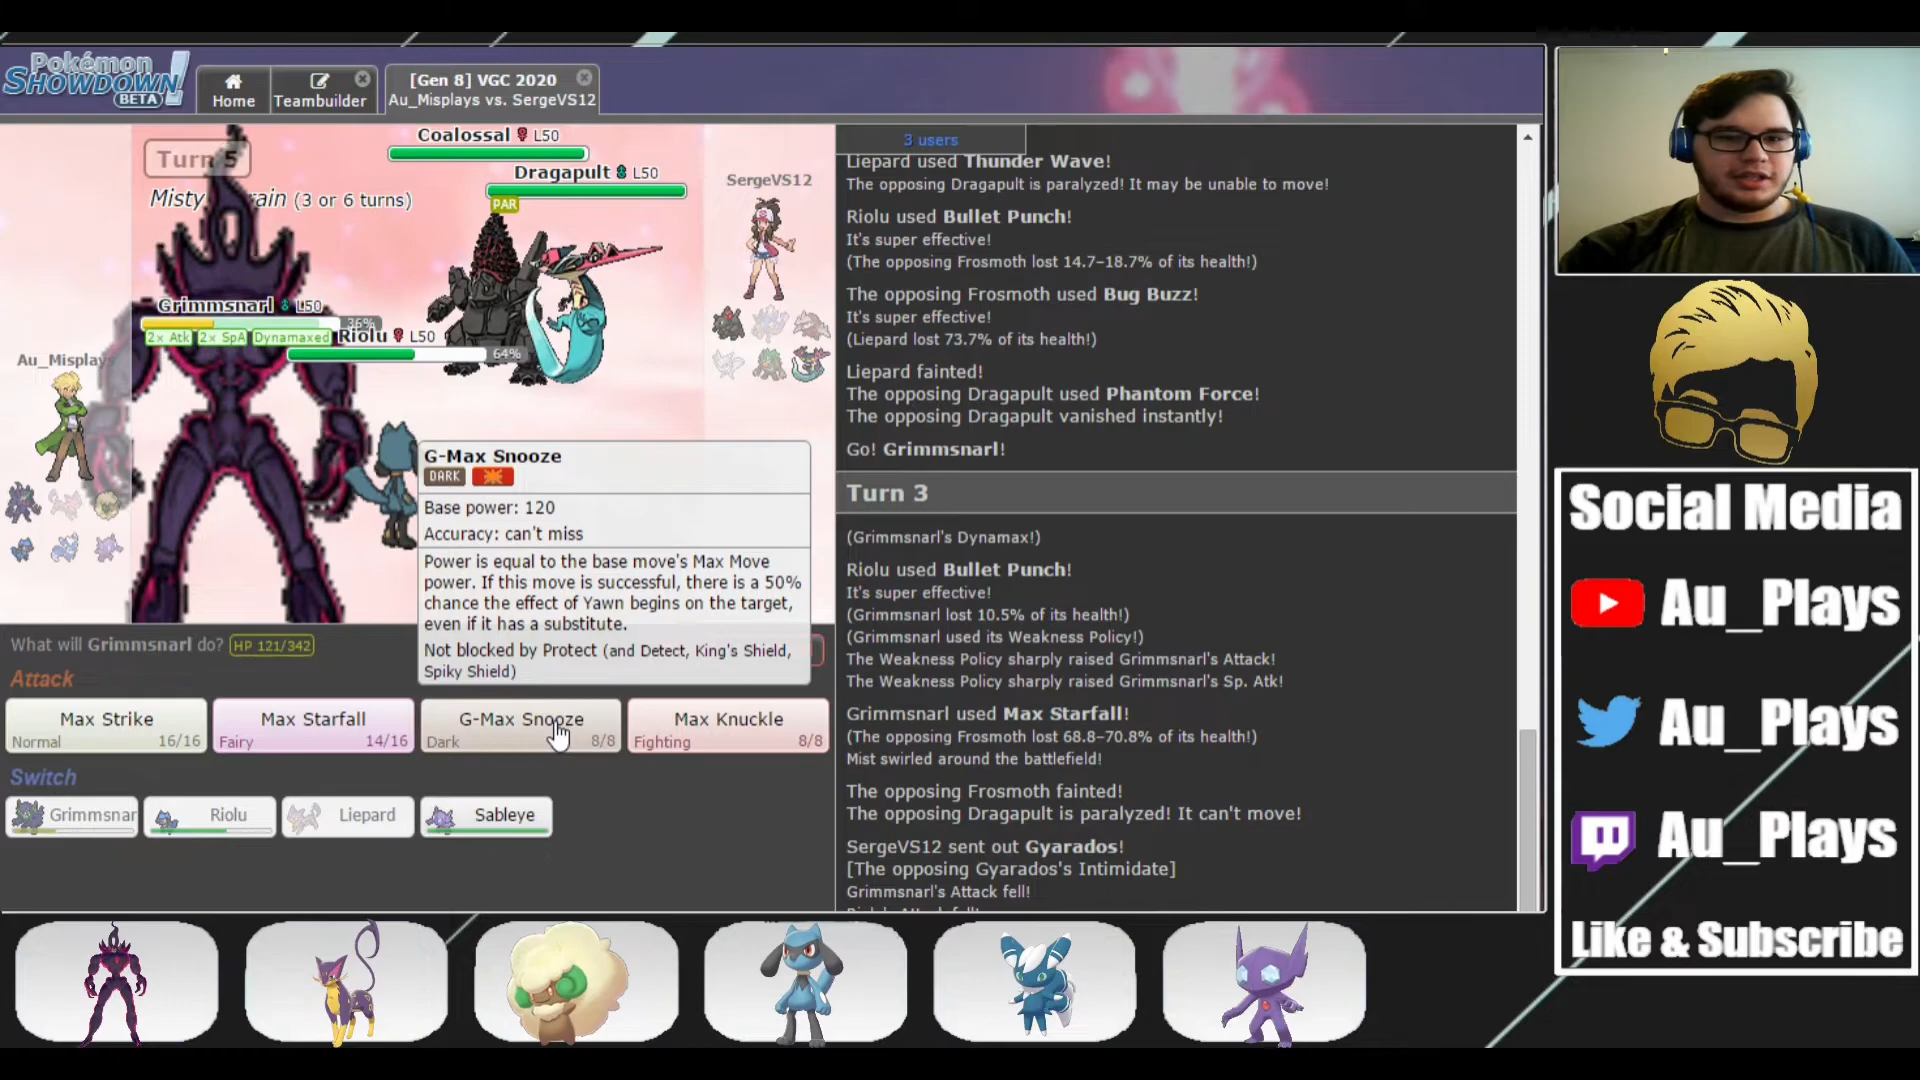 Pokémon
SHOWDOWN!
BETA
Home
Teambuilder
[Gen 8] VGC 2020
Au_Misplays vs. SergeVS12
Turn 5
Misty
rain (3 or 6 turns)
Coalossal L50
Dragapult L50
PAR
SergeVS12
Grimmsnarl L50
36%
2x Atk 2x SpA Dynamaxed
Riolu L50
64%
Au_Misplays
G-Max Snooze
DARK
Base power: 120
Accuracy: can't miss
Power is equal to the base move's Max Move
power. If this move is successful, there is a 50%
chance the effect of Yawn begins on the target,
even if it has a substitute.
Not blocked by Protect (and Detect, King's Shield,
Spiky Shield)
What will Grimmsnarl do? HP 121/342
Attack
Max Strike
Normal 16/16
Max Starfall
Fairy 14/16
G-Max Snooze
Dark 8/8
Max Knuckle
Fighting 8/8
Switch
Grimmsnar
Riolu
Liepard
Sableye
3 users
Liepard used Thunder Wave!
The opposing Dragapult is paralyzed! It may be unable to move!
Riolu used Bullet Punch!
It's super effective!
(The opposing Frosmoth lost 14.7–18.7% of its health!)
The opposing Frosmoth used Bug Buzz!
It's super effective!
(Liepard lost 73.7% of its health!)
Liepard fainted!
The opposing Dragapult used Phantom Force!
The opposing Dragapult vanished instantly!
Go! Grimmsnarl!
Turn 3
(Grimmsnarl's Dynamax!)
Riolu used Bullet Punch!
It's super effective!
(Grimmsnarl lost 10.5% of its health!)
(Grimmsnarl used its Weakness Policy!)
The Weakness Policy sharply raised Grimmsnarl's Attack!
The Weakness Policy sharply raised Grimmsnarl's Sp. Atk!
Grimmsnarl used Max Starfall!
(The opposing Frosmoth lost 68.8–70.8% of its health!)
Mist swirled around the battlefield!
The opposing Frosmoth fainted!
The opposing Dragapult is paralyzed! It can't move!
SergeVS12 sent out Gyarados!
[The opposing Gyarados's Intimidate]
Grimmsnarl's Attack fell!
Social Media
Au_Plays
Au_Plays
Au_Plays
Like & Subscribe